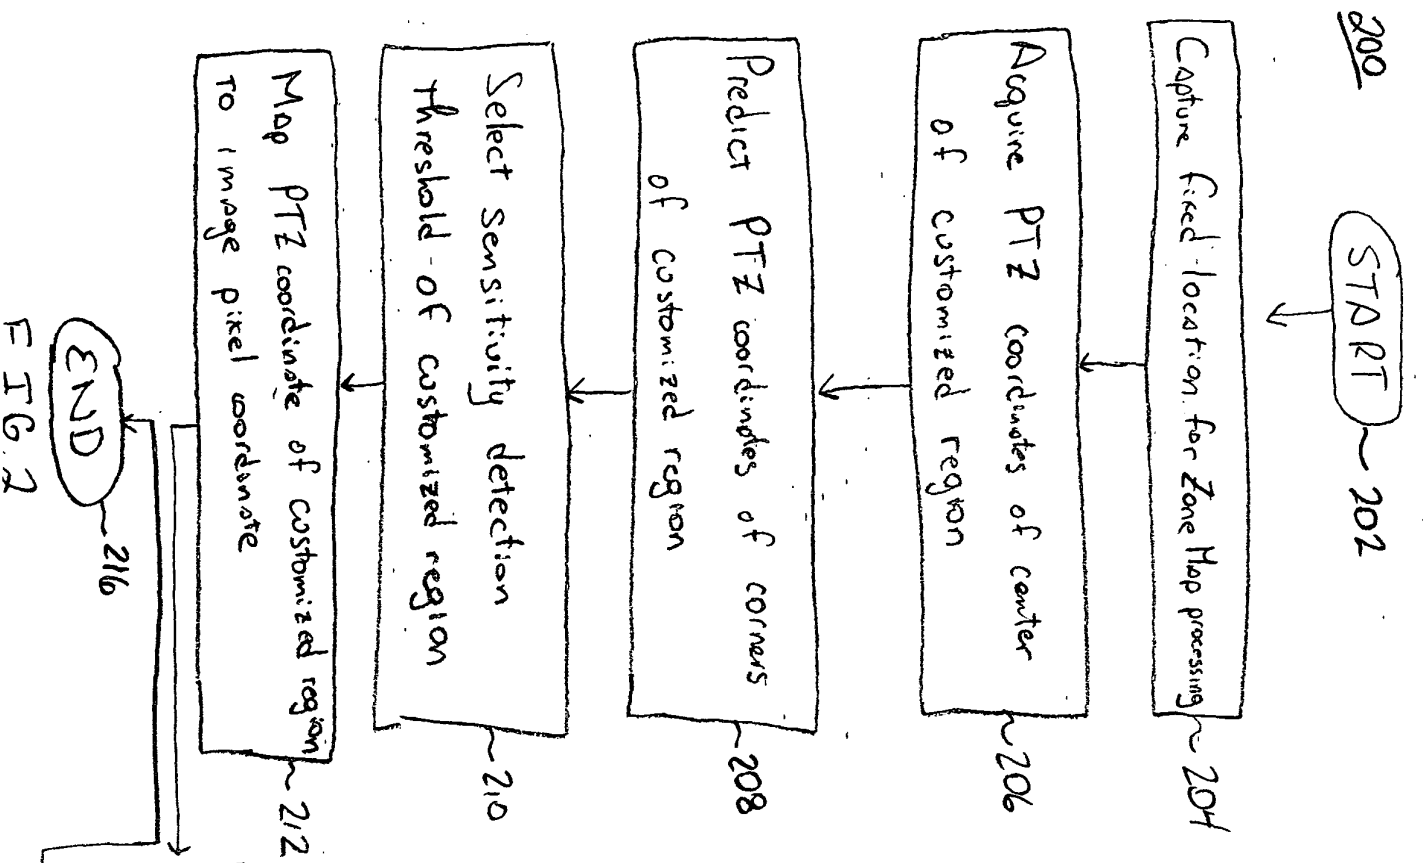 200
START
202
Capture fixed-location for Zone Map processing
204
Acquire PTZ coordinates of center
of customized region
206
Predict PTZ coordinates of corners
of customized region
208
Select sensitivity detection
threshold of customized region
210
Map PTZ coordinate of customized region
to image pixel coordinate
212
END
216
FIG. 2